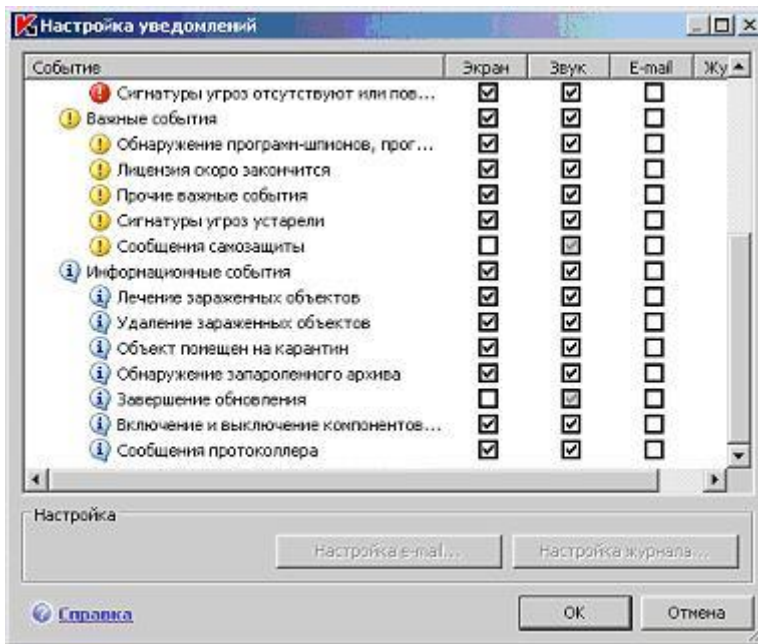 Настройка уведомлений
Событие Экран Звук E-mail Жу
Сигнатуры угроз отсутствуют или пов...
Важные события
Обнаружение программ-шпионов, прог...
Лицензия скоро закончится
Прочие важные события
Сигнатуры угроз устарели
Сообщения самозащиты
Информационные события
Лечение зараженных объектов
Удаление зараженных объектов
Объект помещен на карантин
Обнаружение запароленного архива
Завершение обновления
Включение и выключение компонентов...
Сообщения протоколлера
Настройка
Настройка e-mail... Настройка журнала...
Справка OK Отмена